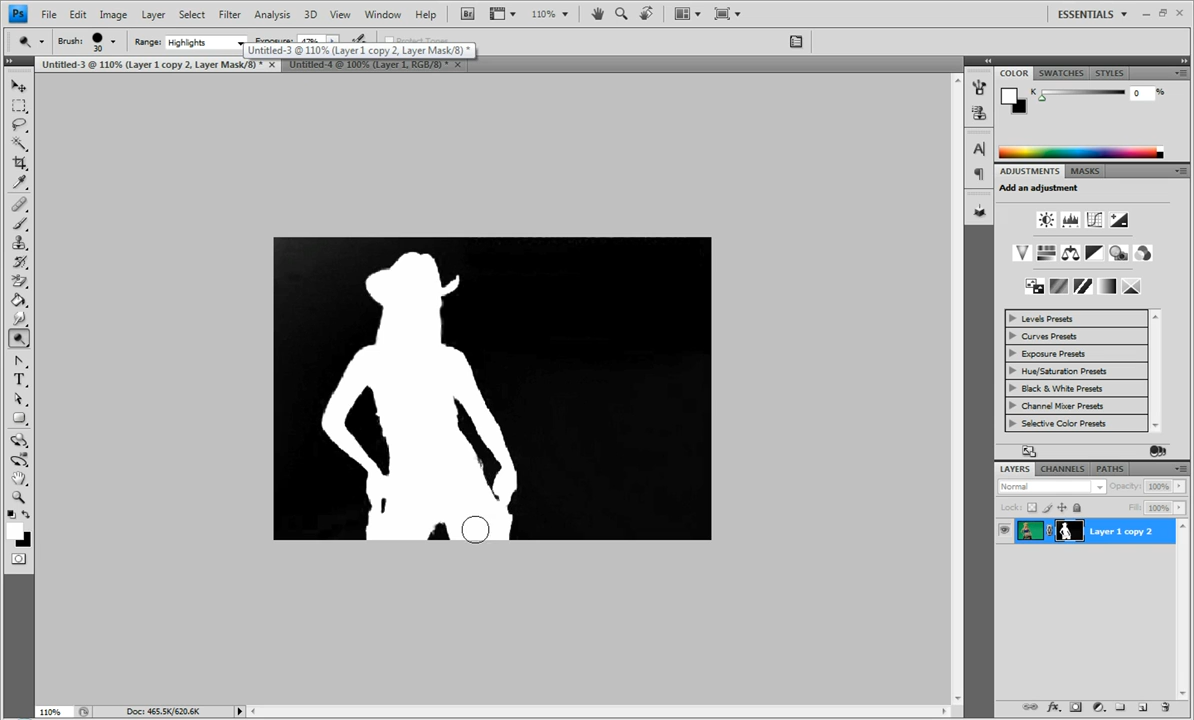 Ps File Edit Image Layer Select Filter Analysis 3D View Window Help Br 110% ESSENTIALS
Brush: 30 Range: Highlights Exposure: 47% Protect Tones
Untitled-3 @ 110% (Layer 1 copy 2, Layer Mask/8) *
Untitled-3 @ 110% (Layer 1 copy 2, Layer Mask/8) * Untitled-4 @ 100% (Layer 1, RGB/8) *
COLOR SWATCHES STYLES
K 0 %
ADJUSTMENTS MASKS
Add an adjustment
Levels Presets
Curves Presets
Exposure Presets
Hue/Saturation Presets
Black & White Presets
Channel Mixer Presets
Selective Color Presets
LAYERS CHANNELS PATHS
Normal Opacity: 100%
Lock: Fill: 100%
Layer 1 copy 2
110% Doc: 465.5K/620.6K